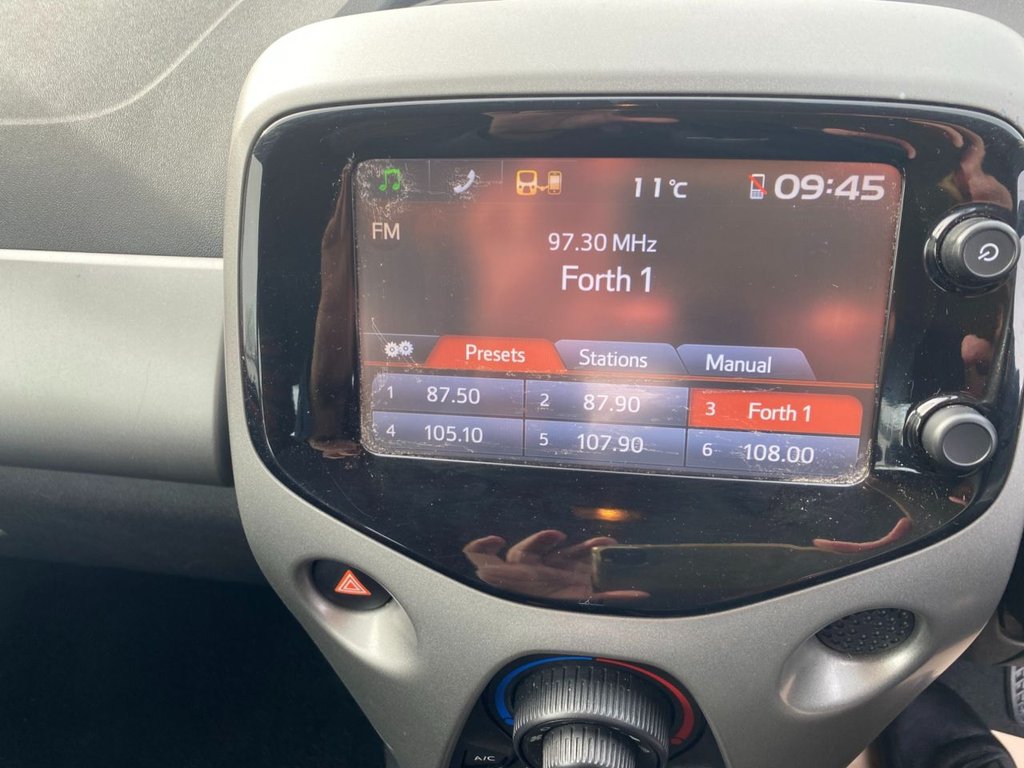 11°C 09:45
FM
97.30 MHz
Forth 1
Presets Stations Manual
1 87.50 2 87.90 3 Forth 1
4 105.10 5 107.90 6 108.00
A/C